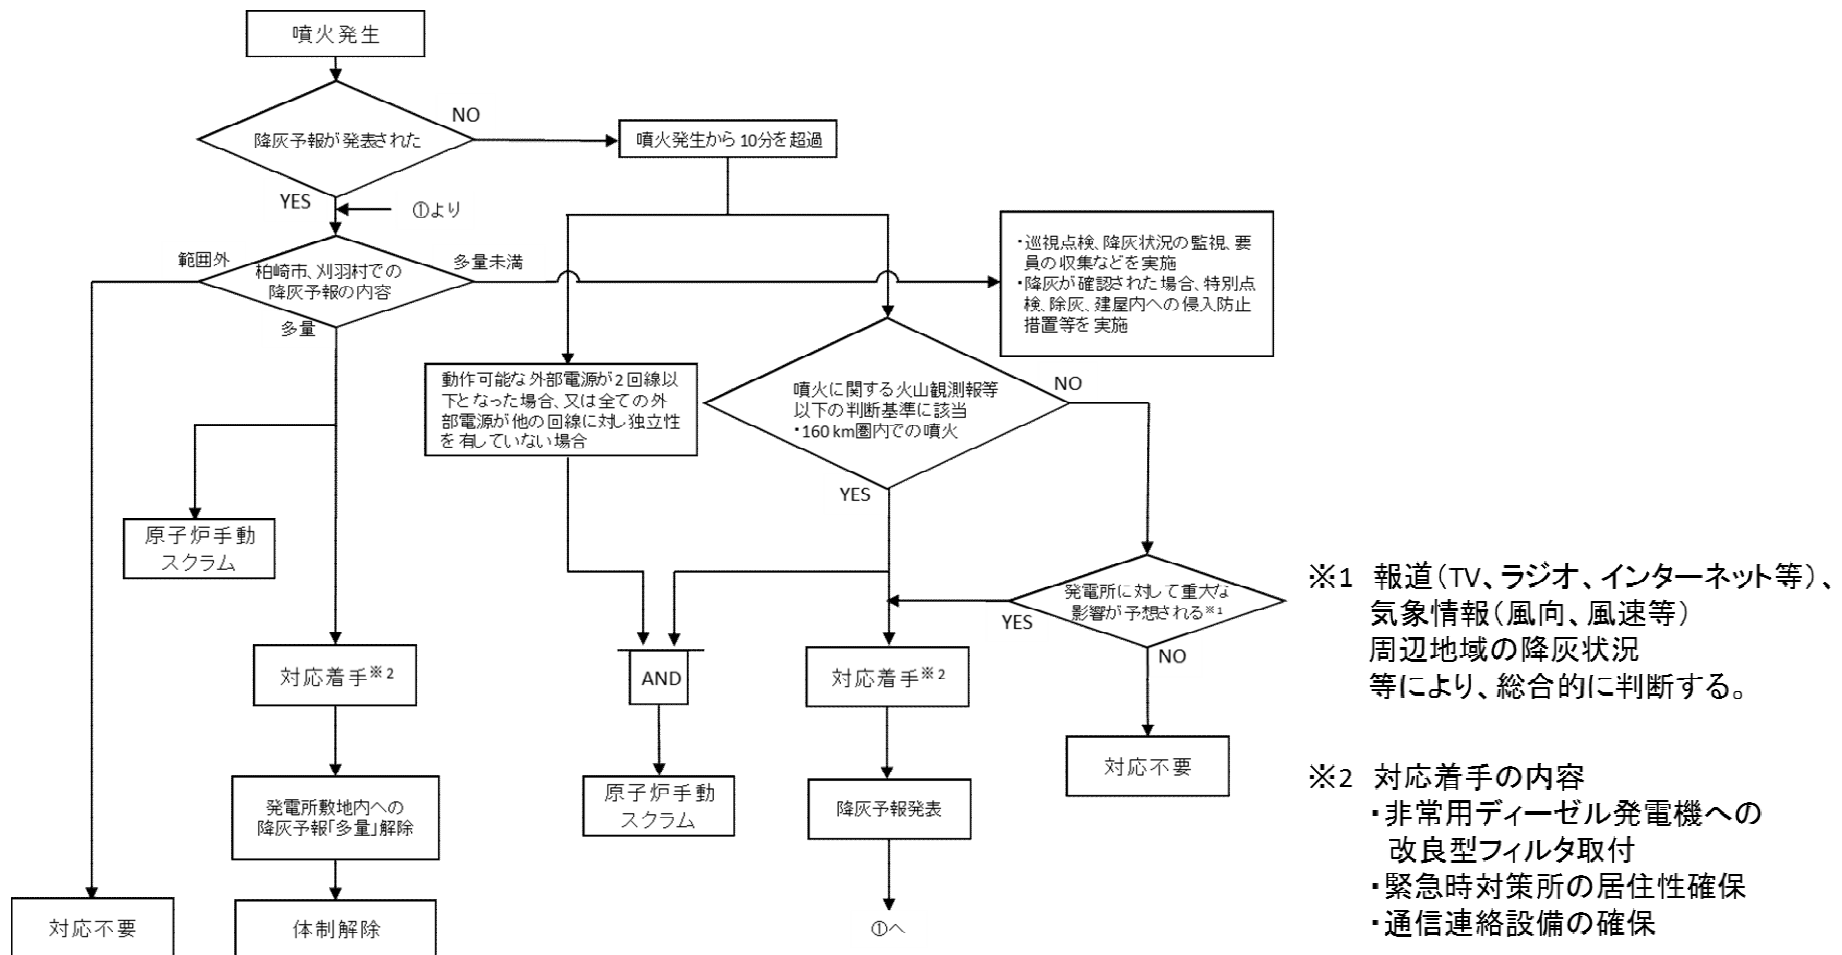 噴火発生
降灰予報が発表された
NO
YES
噴火発生から10分を超過
①より
柏崎市、刈羽村での
降灰予報の内容
範囲外
多量未満
多量
・巡視点検、降灰状況の監視、要
員の収集などを実施
・降灰が確認された場合、特別点
検、除灰、建屋内への侵入防止
措置等を実施
動作可能な外部電源が2回線以
下となった場合、又は全ての外
部電源が他の回線に対し独立性
を有していない場合
噴火に関する火山観測報等
以下の判断基準に該当
・160 km圏内での噴火
NO
YES
原子炉手動
スクラム
発電所に対して重大な
影響が予想される※1
YES
NO
対応着手※2
AND
対応着手※2
対応不要
発電所敷地内への
降灰予報「多量」解除
原子炉手動
スクラム
降灰予報発表
対応不要
体制解除
①へ
※1 報道(TV、ラジオ、インターネット等)、
気象情報(風向、風速等)
周辺地域の降灰状況
等により、総合的に判断する。
※2 対応着手の内容
・非常用ディーゼル発電機への
改良型フィルタ取付
・緊急時対策所の居住性確保
・通信連絡設備の確保